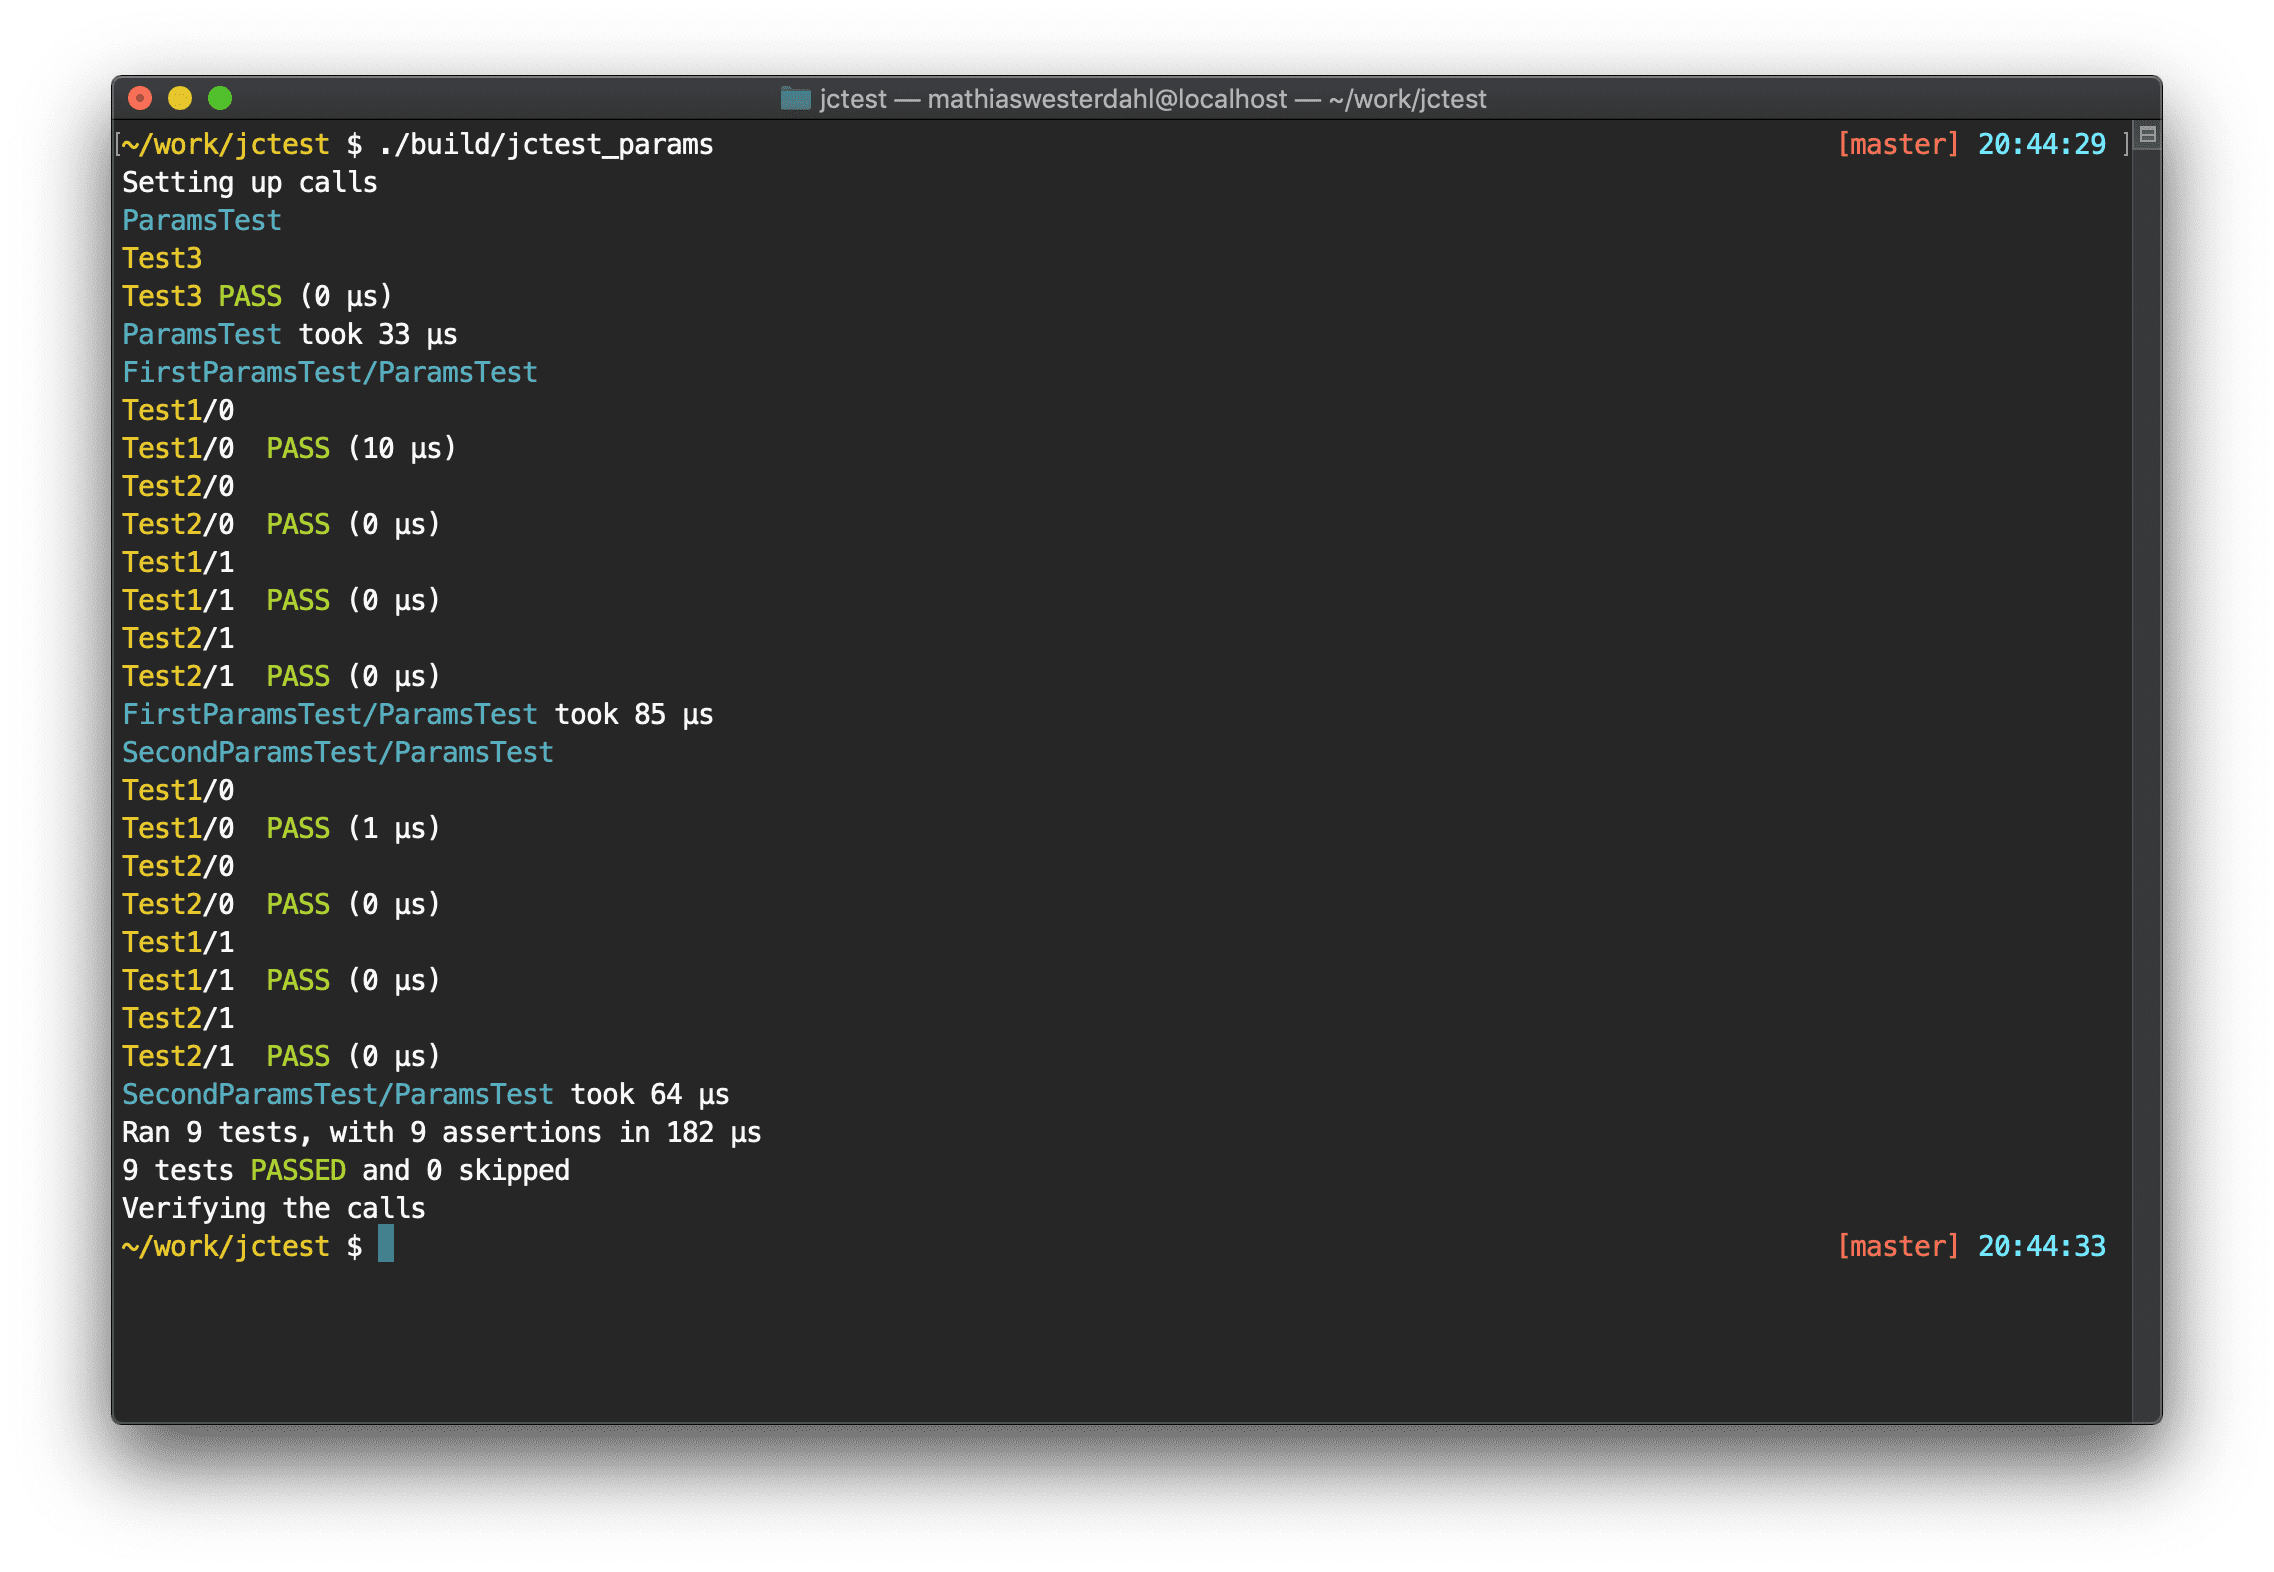 jctest — mathiaswesterdahl@localhost — ~/work/jctest
[~/work/jctest $ ./build/jctest_params [master] 20:44:29 ]
Setting up calls
ParamsTest
Test3
Test3 PASS (0 µs)
ParamsTest took 33 µs
FirstParamsTest/ParamsTest
Test1/0
Test1/0  PASS (10 µs)
Test2/0
Test2/0  PASS (0 µs)
Test1/1
Test1/1  PASS (0 µs)
Test2/1
Test2/1  PASS (0 µs)
FirstParamsTest/ParamsTest took 85 µs
SecondParamsTest/ParamsTest
Test1/0
Test1/0  PASS (1 µs)
Test2/0
Test2/0  PASS (0 µs)
Test1/1
Test1/1  PASS (0 µs)
Test2/1
Test2/1  PASS (0 µs)
SecondParamsTest/ParamsTest took 64 µs
Ran 9 tests, with 9 assertions in 182 µs
9 tests PASSED and 0 skipped
Verifying the calls
~/work/jctest $ [master] 20:44:33